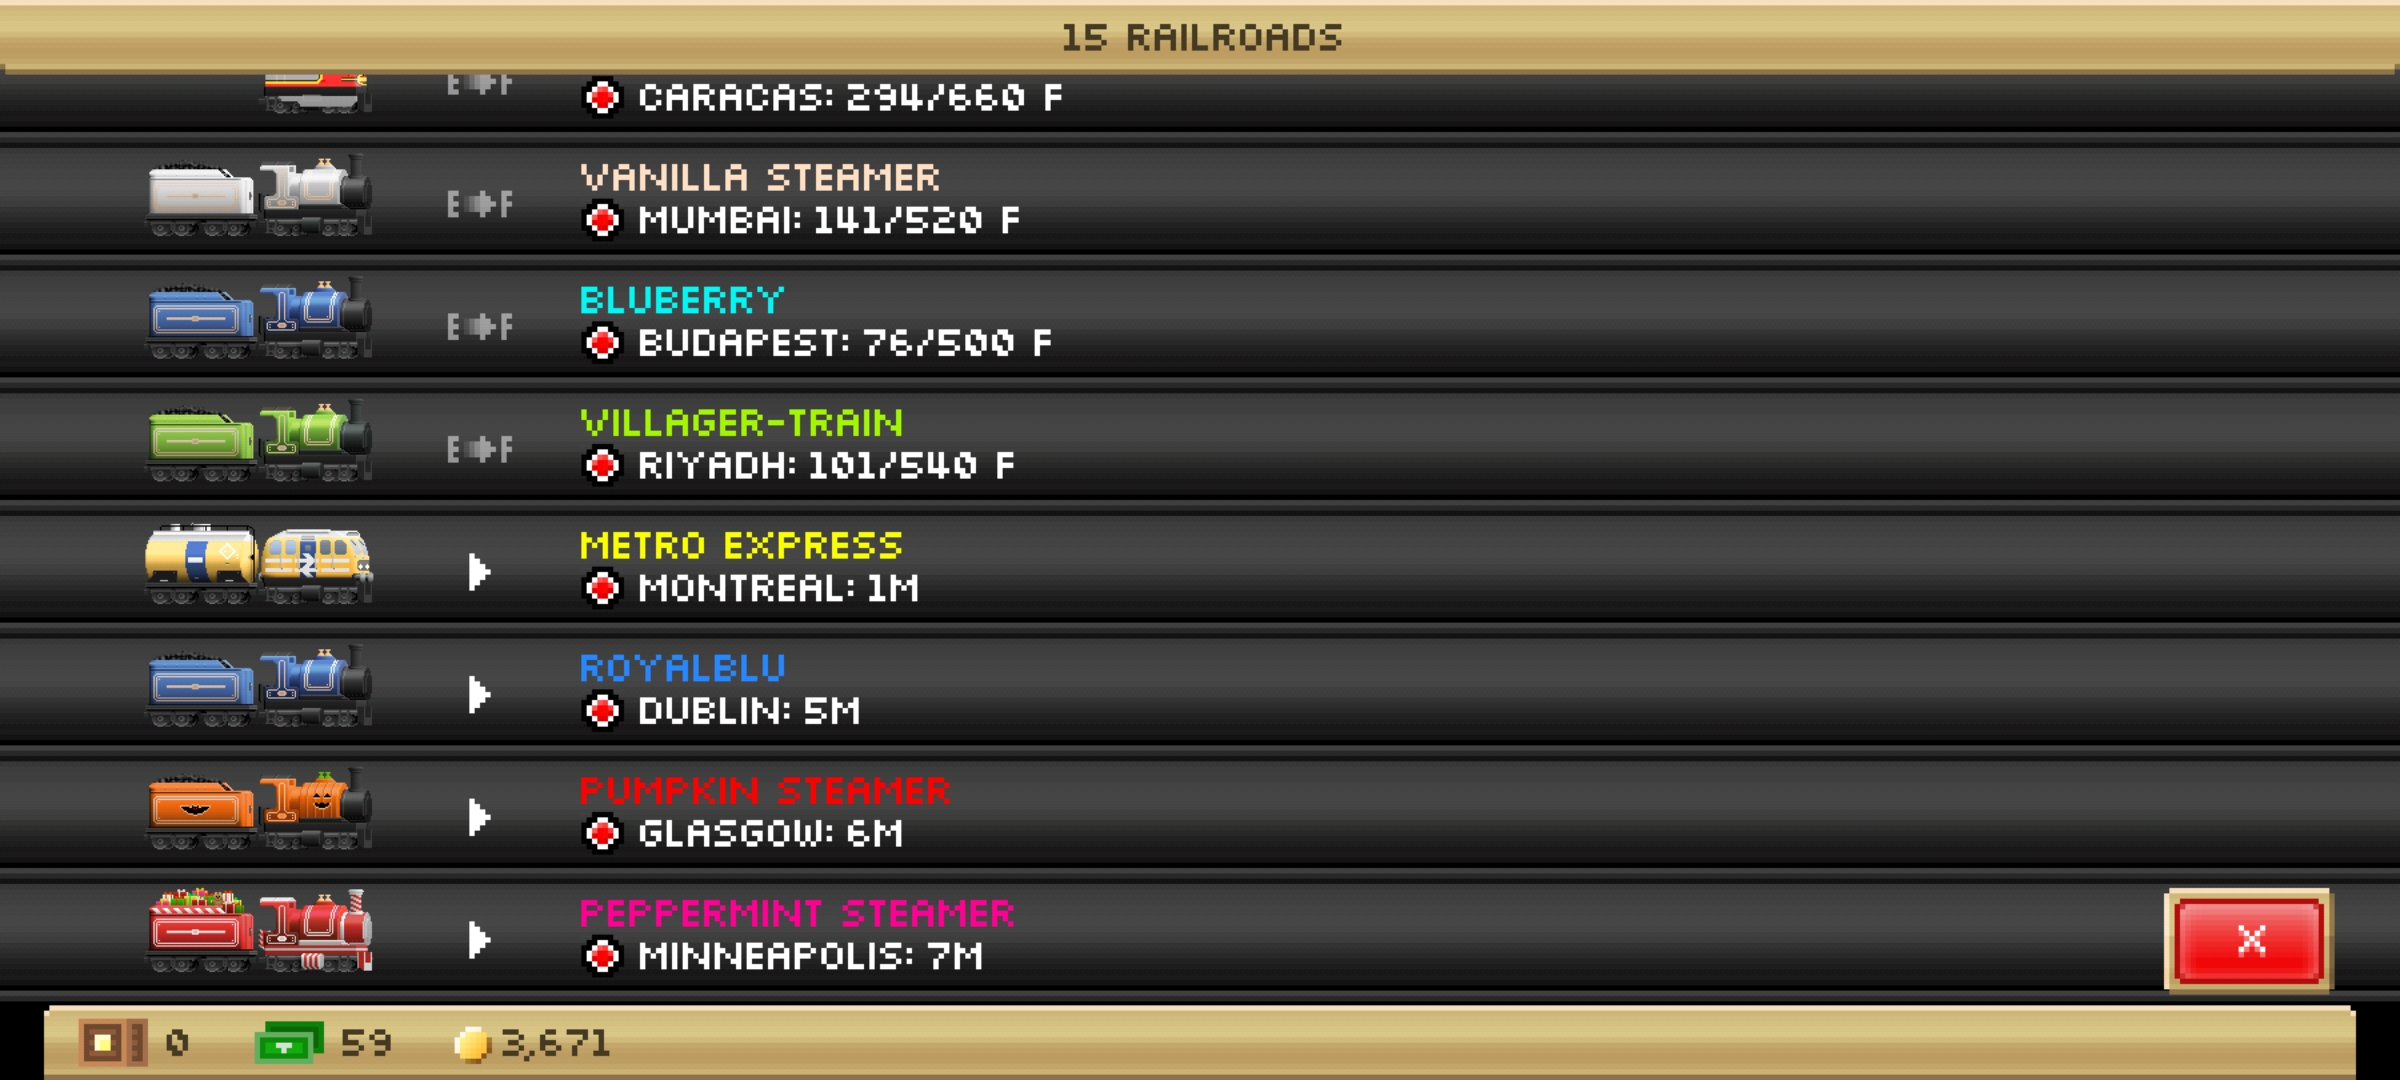 15 RAILROADS
E F
CARACAS: 294/660 F
VANILLA STEAMER
E F
MUMBAI: 141/520 F
BLUBERRY
E F
BUDAPEST: 76/500 F
VILLAGER-TRAIN
E F
RIYADH: 101/540 F
METRO EXPRESS
MONTREAL: 1M
ROYALBLU
DUBLIN: 5M
PUMPKIN STEAMER
GLASGOW: 6M
PEPPERMINT STEAMER
MINNEAPOLIS: 7M
X
0 59 3,671